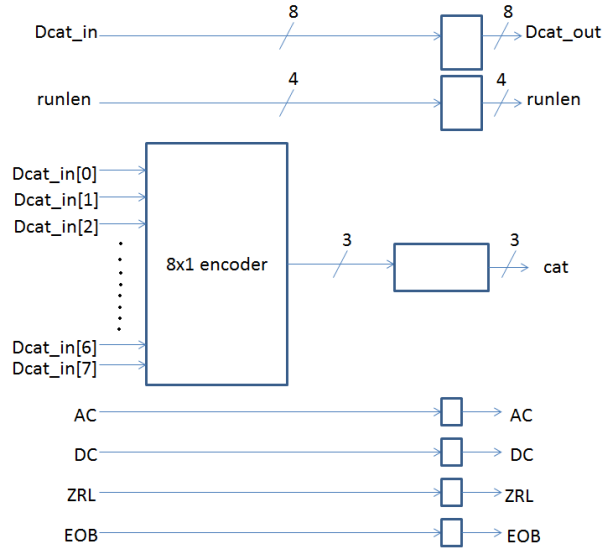 8 8
Dcat_in Dcat_out
4 4
runlen runlen
Dcat_in[0]
Dcat_in[1]
Dcat_in[2]
3 3
8x1 encoder cat
Dcat_in[6]
Dcat_in[7]
AC AC
DC DC
ZRL ZRL
EOB EOB